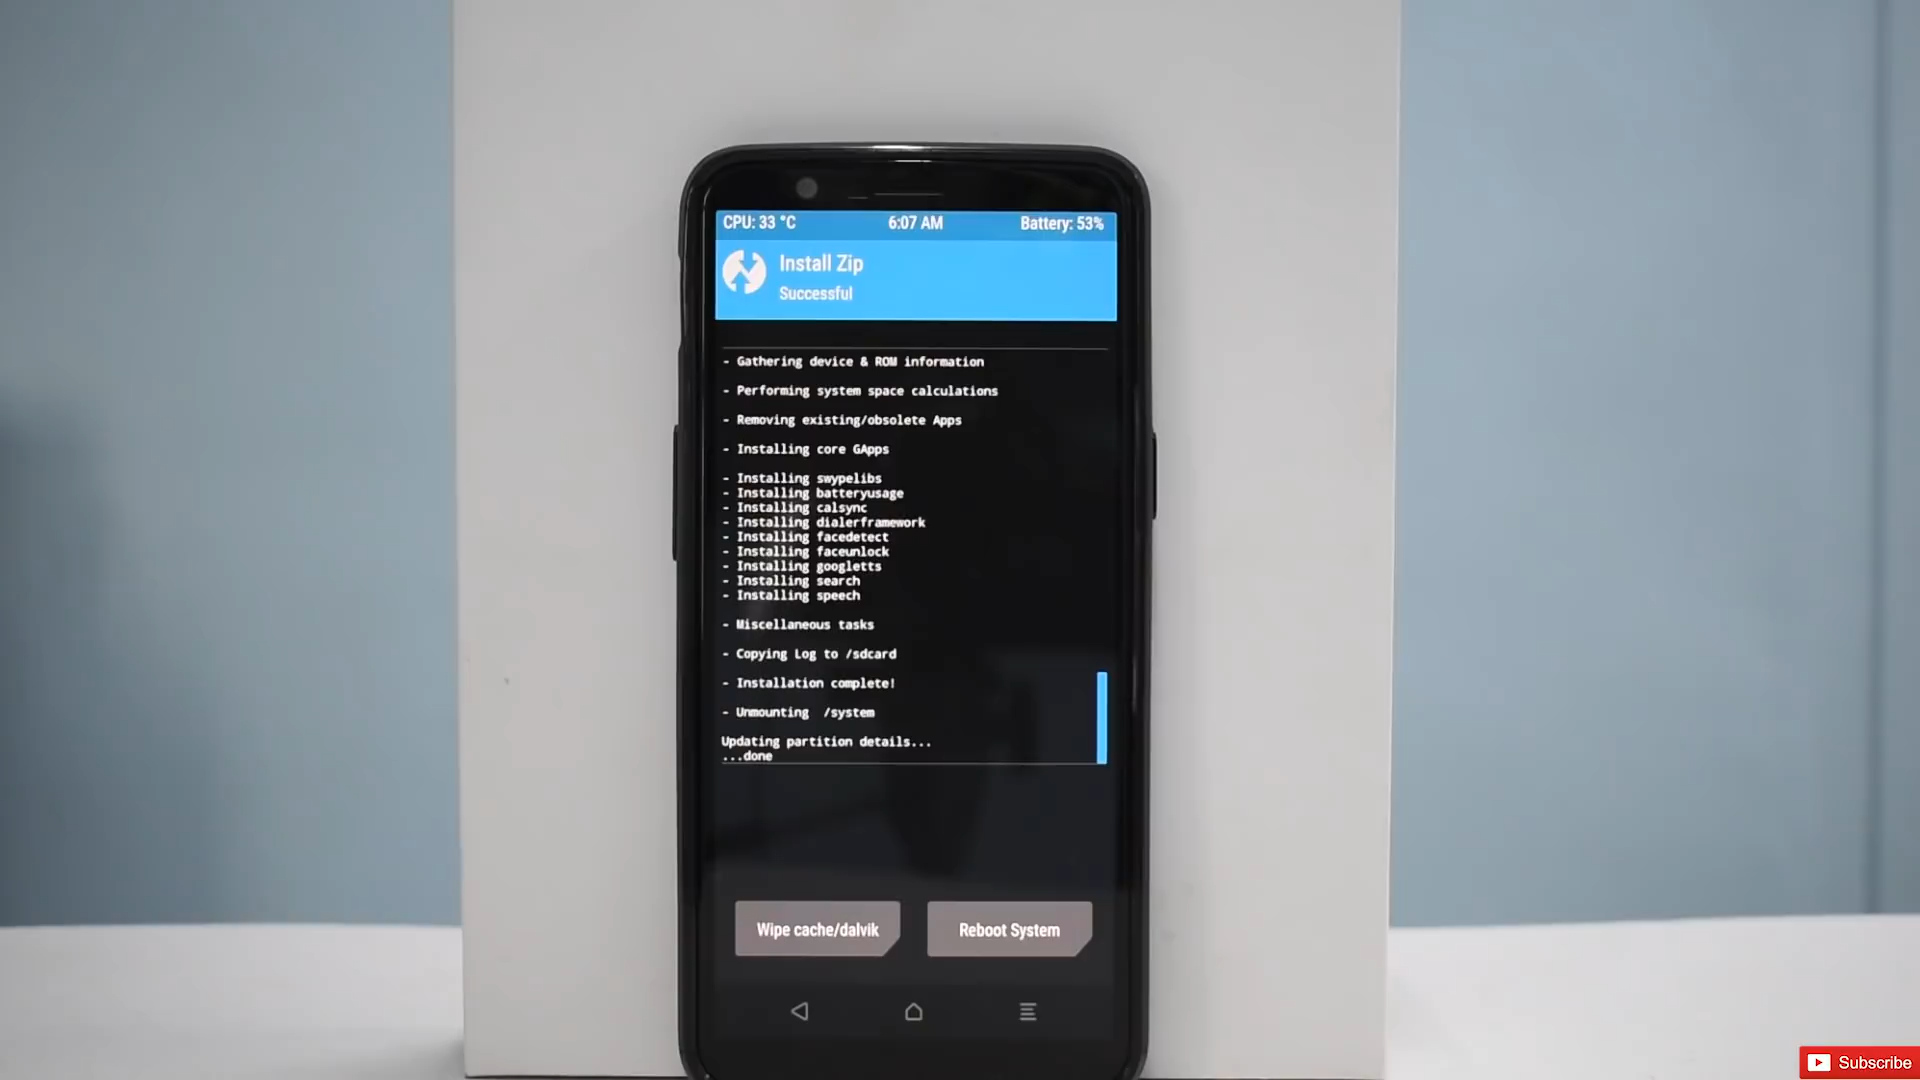 CPU: 33 °C 6:07 AM Battery: 53%
Install Zip
Successful
- Gathering device & ROM information
- Performing system space calculations
- Removing existing/obsolete Apps
- Installing core GApps
- Installing swypelibs
- Installing batteryusage
- Installing calsync
- Installing dialerframework
- Installing facedetect
- Installing faceunlock
- Installing googletts
- Installing search
- Installing speech
- Miscellaneous tasks
- Copying Log to /sdcard
- Installation complete!
- Unmounting /system
Updating partition details...
...done
Wipe cache/dalvik Reboot System
Subscribe